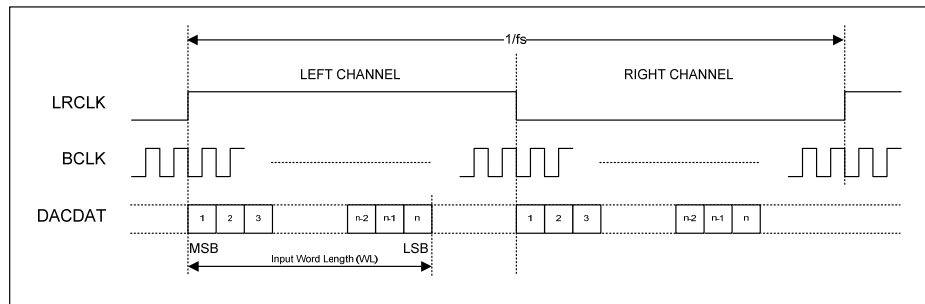 1/fs
LEFT CHANNEL RIGHT CHANNEL
LRCLK
BCLK
DACDAT 1 2 3 n-2 n-1 n 1 2 3 n-2 n-1 n
MSB LSB
Input Word Length (WL)